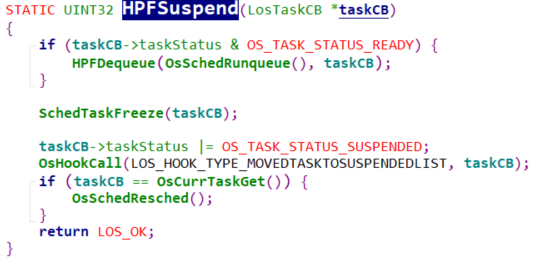 STATIC UINT32 HPFSuspend(LosTaskCB *taskCB)
{
    if (taskCB->taskStatus & OS_TASK_STATUS_READY) {
        HPFDequeue(OsSchedRunqueue(), taskCB);
    }

    SchedTaskFreeze(taskCB);

    taskCB->taskStatus |= OS_TASK_STATUS_SUSPENDED;
    OsHookCall(LOS_HOOK_TYPE_MOVEDTASKTOSUSPENDEDLIST, taskCB);
    if (taskCB == OsCurrTaskGet()) {
        OsSchedResched();
    }
    return LOS_OK;
}